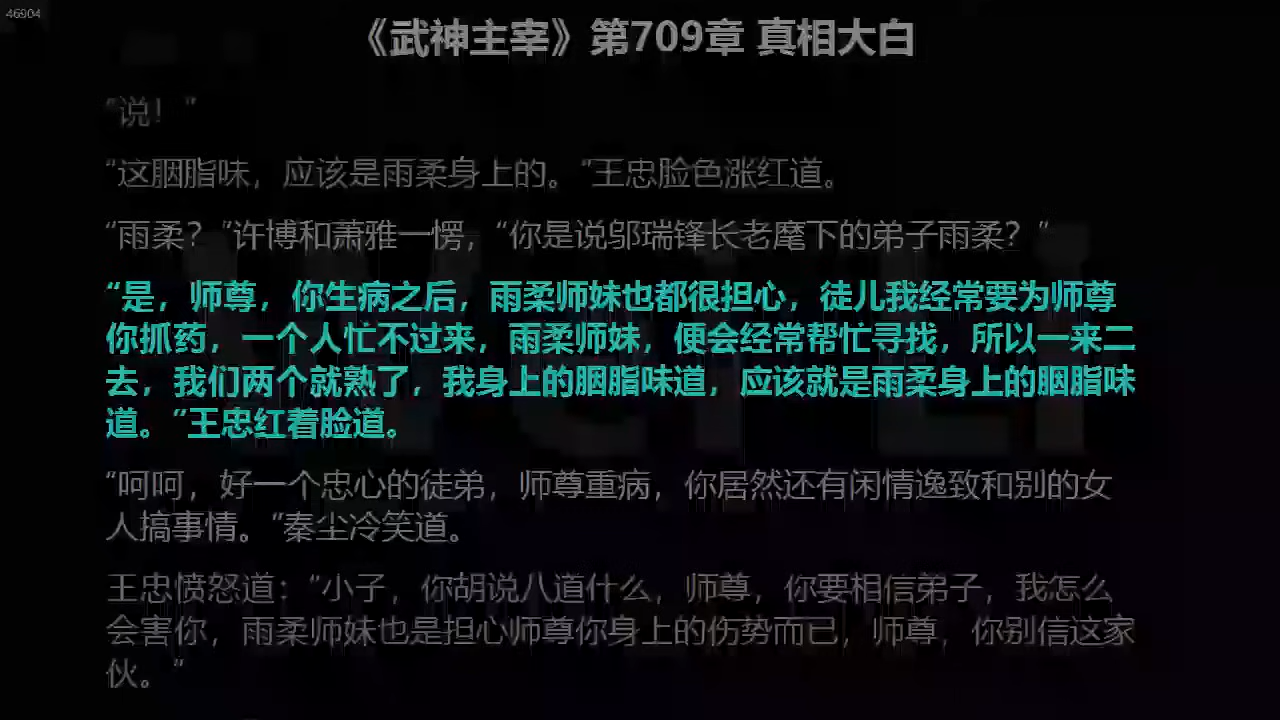 46904
《武神主宰》第709章 真相大白
“说！”
“这胭脂味，应该是雨柔身上的。”王忠脸色涨红道。
“雨柔？”许博和萧雅一愣，“你是说邬瑞锋长老麾下的弟子雨柔？”
“是，师尊，你生病之后，雨柔师妹也都很担心，徒儿我经常要为师尊
你抓药，一个人忙不过来，雨柔师妹，便会经常帮忙寻找，所以一来二
去，我们两个就熟了，我身上的胭脂味道，应该就是雨柔身上的胭脂味
道。”王忠红着脸道。
“呵呵，好一个忠心的徒弟，师尊重病，你居然还有闲情逸致和别的女
人搞事情。”秦尘冷笑道。
王忠愤怒道：“小子，你胡说八道什么，师尊，你要相信弟子，我怎么
会害你，雨柔师妹也是担心师尊你身上的伤势而已，师尊，你别信这家
伙。”